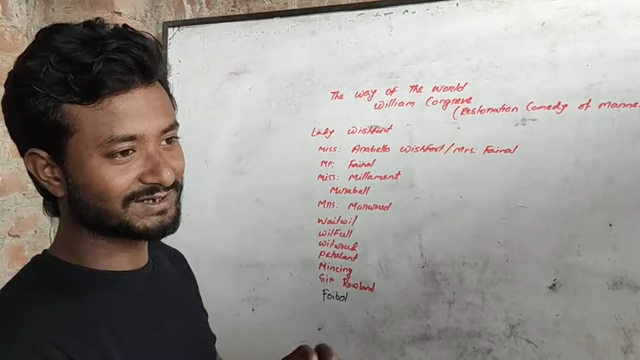 The Way of The World
William Congreve
(Restoration Comedy of Manne
Lady Wishfort
Miss: Anabella Wishfort/Mrs: Fainal
Mr: Fainal
Miss: Millament
Mirabell
Mrs: Marwood
Waitwil
Wilfull
Witwoud
Petulant
Mincing
Sir Rowland
Foibal